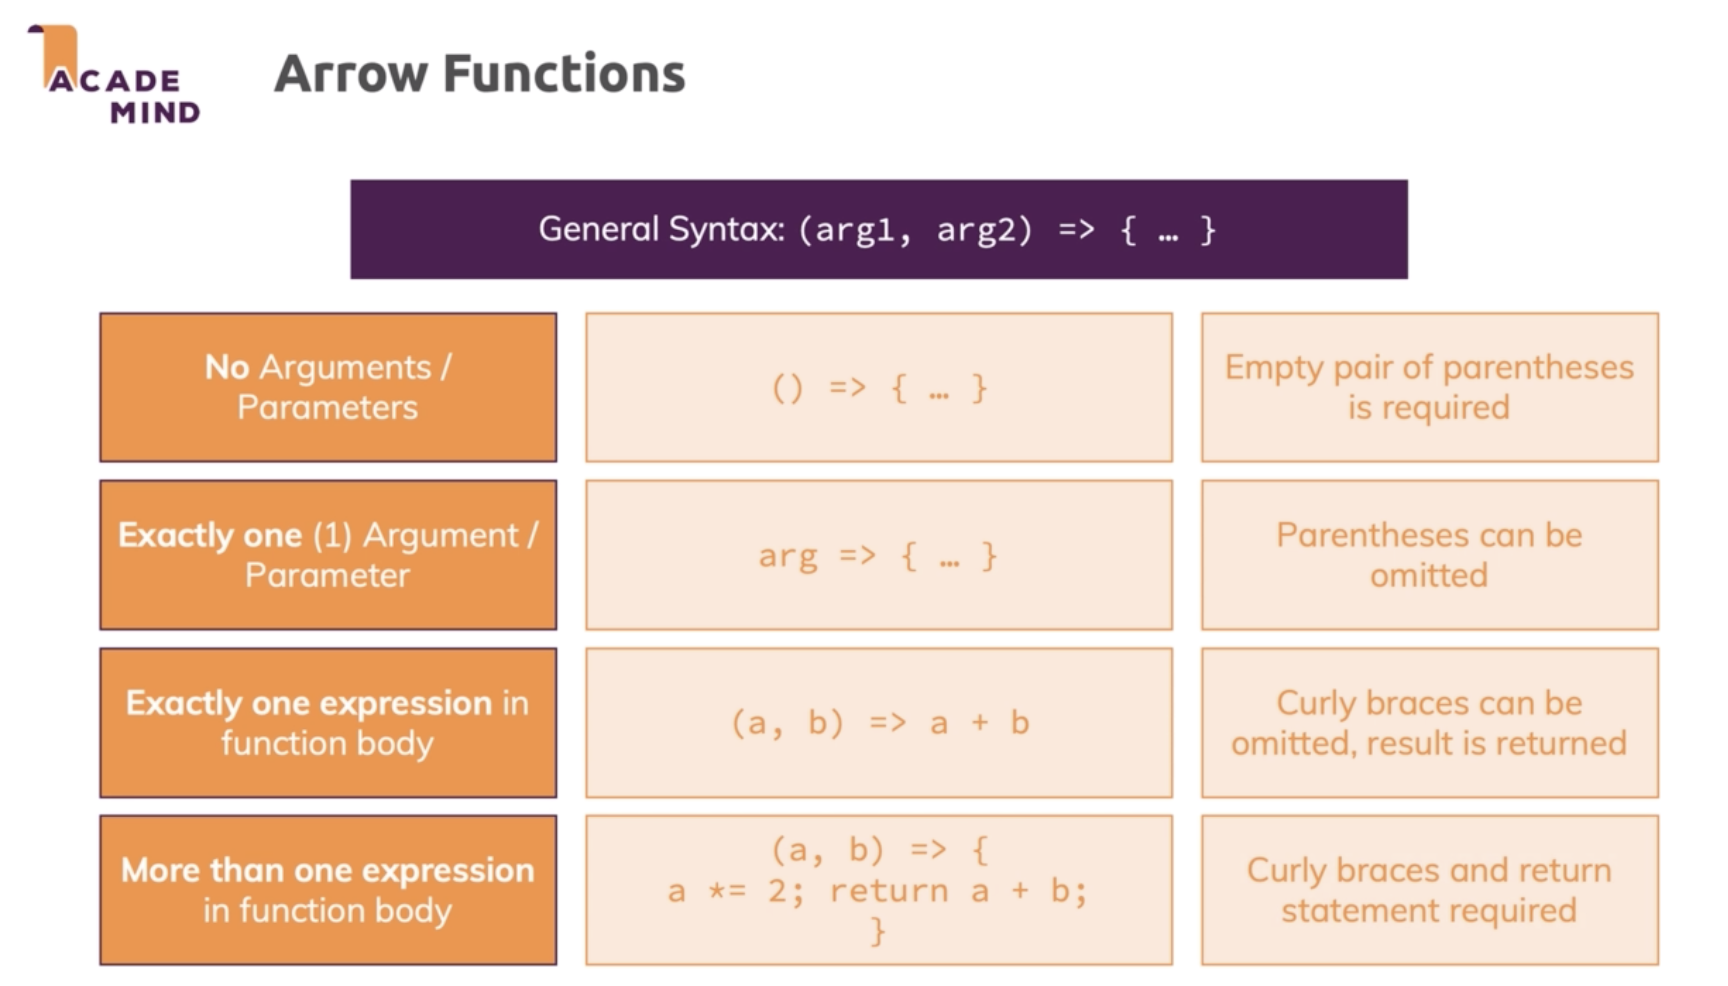 ACADE
MIND
Arrow Functions
General Syntax: (arg1, arg2) => { … }
No Arguments /
Parameters
() => { … }
Empty pair of parentheses
is required
Exactly one (1) Argument /
Parameter
arg => { … }
Parentheses can be
omitted
Exactly one expression in
function body
(a, b) => a + b
Curly braces can be
omitted, result is returned
More than one expression
in function body
(a, b) => {
a *= 2; return a + b;
}
Curly braces and return
statement required